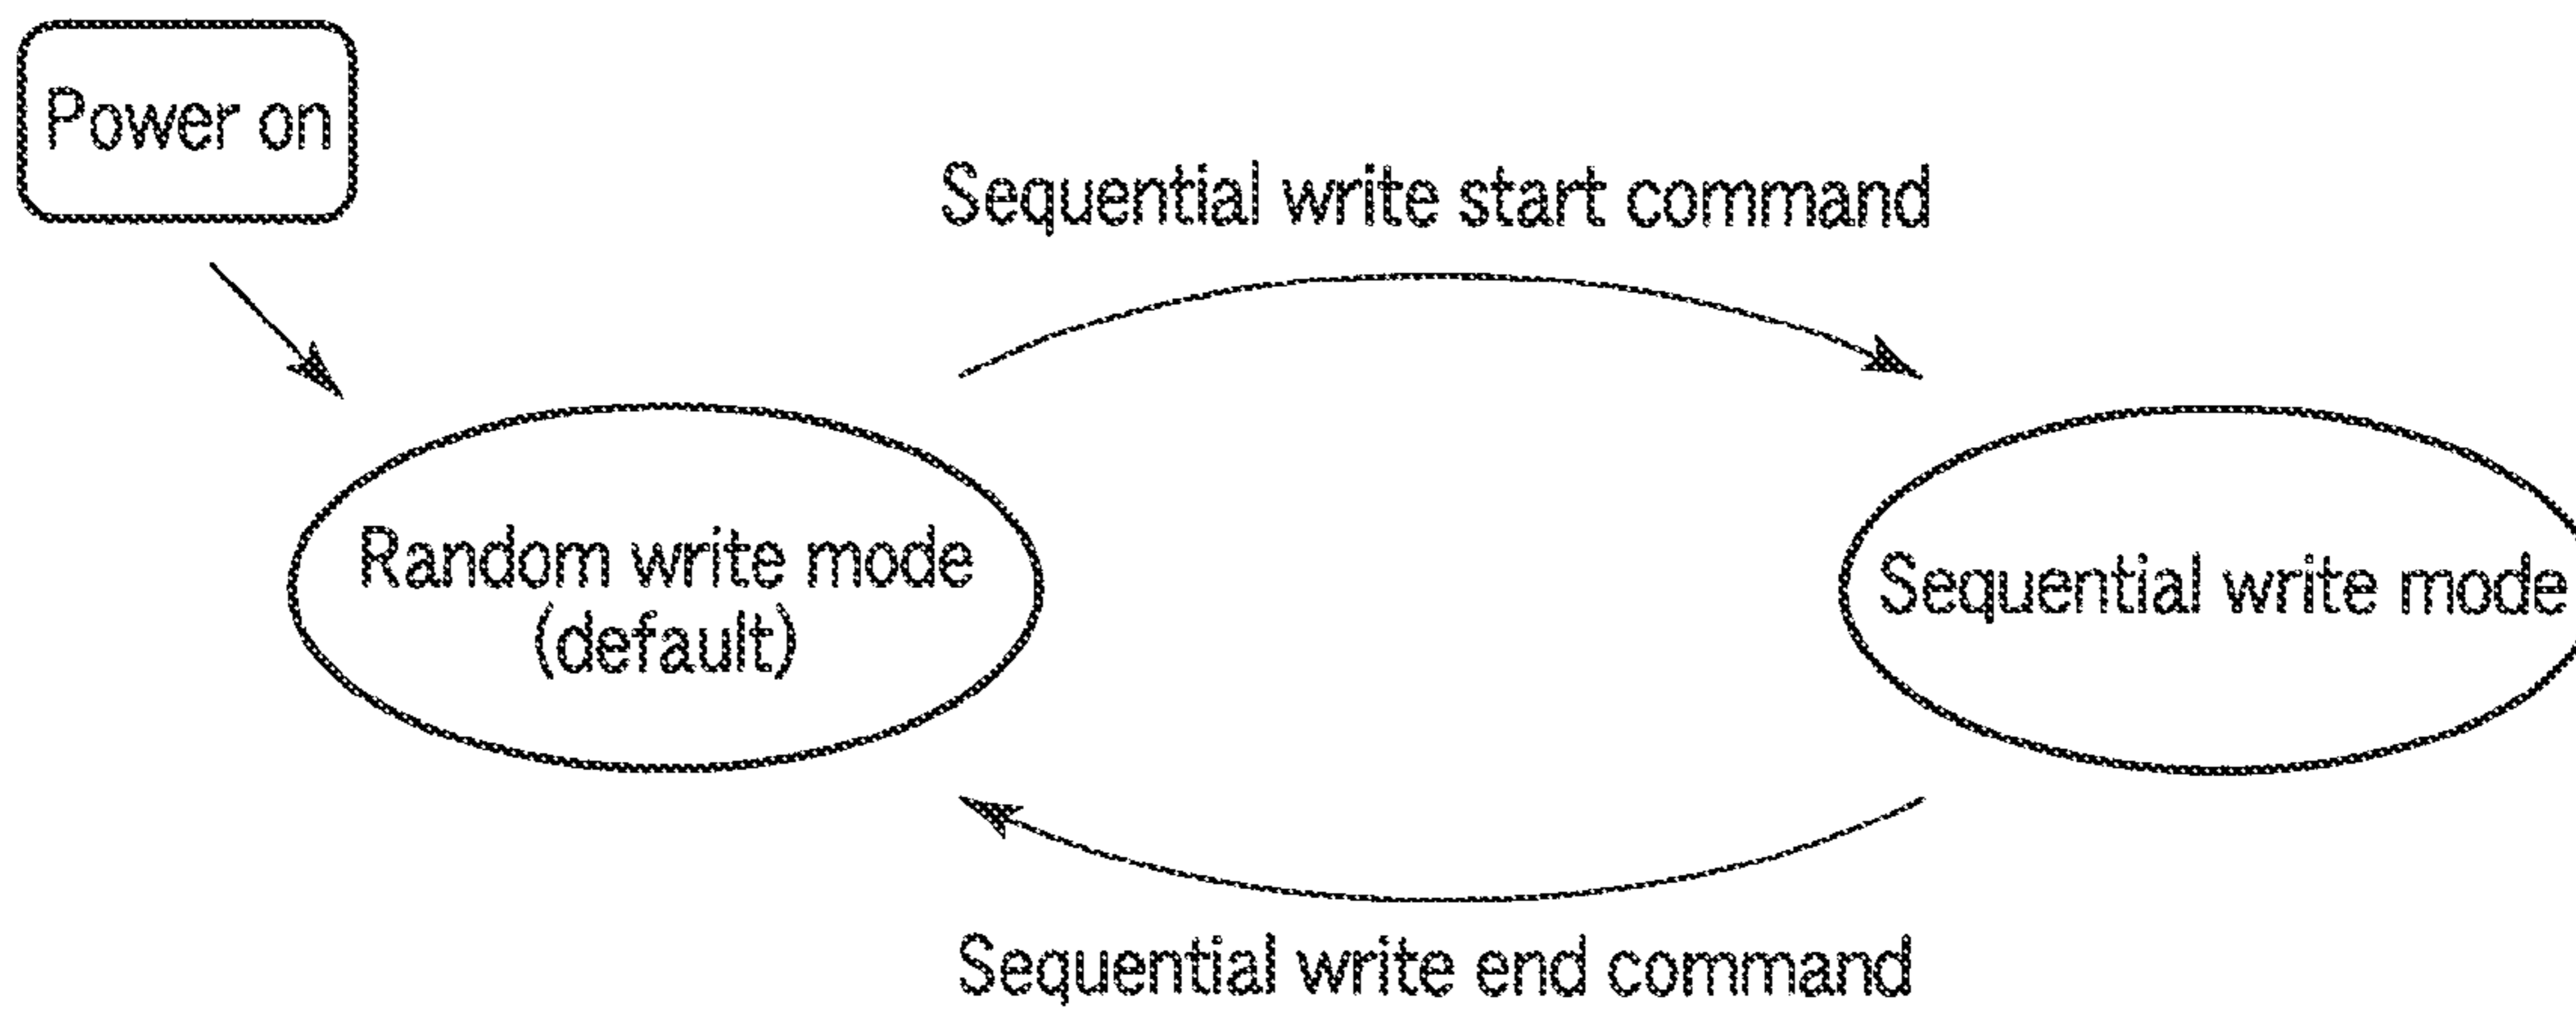 Power on
Sequential write start command
Random write mode
(default)
Sequential write mode
Sequential write end command